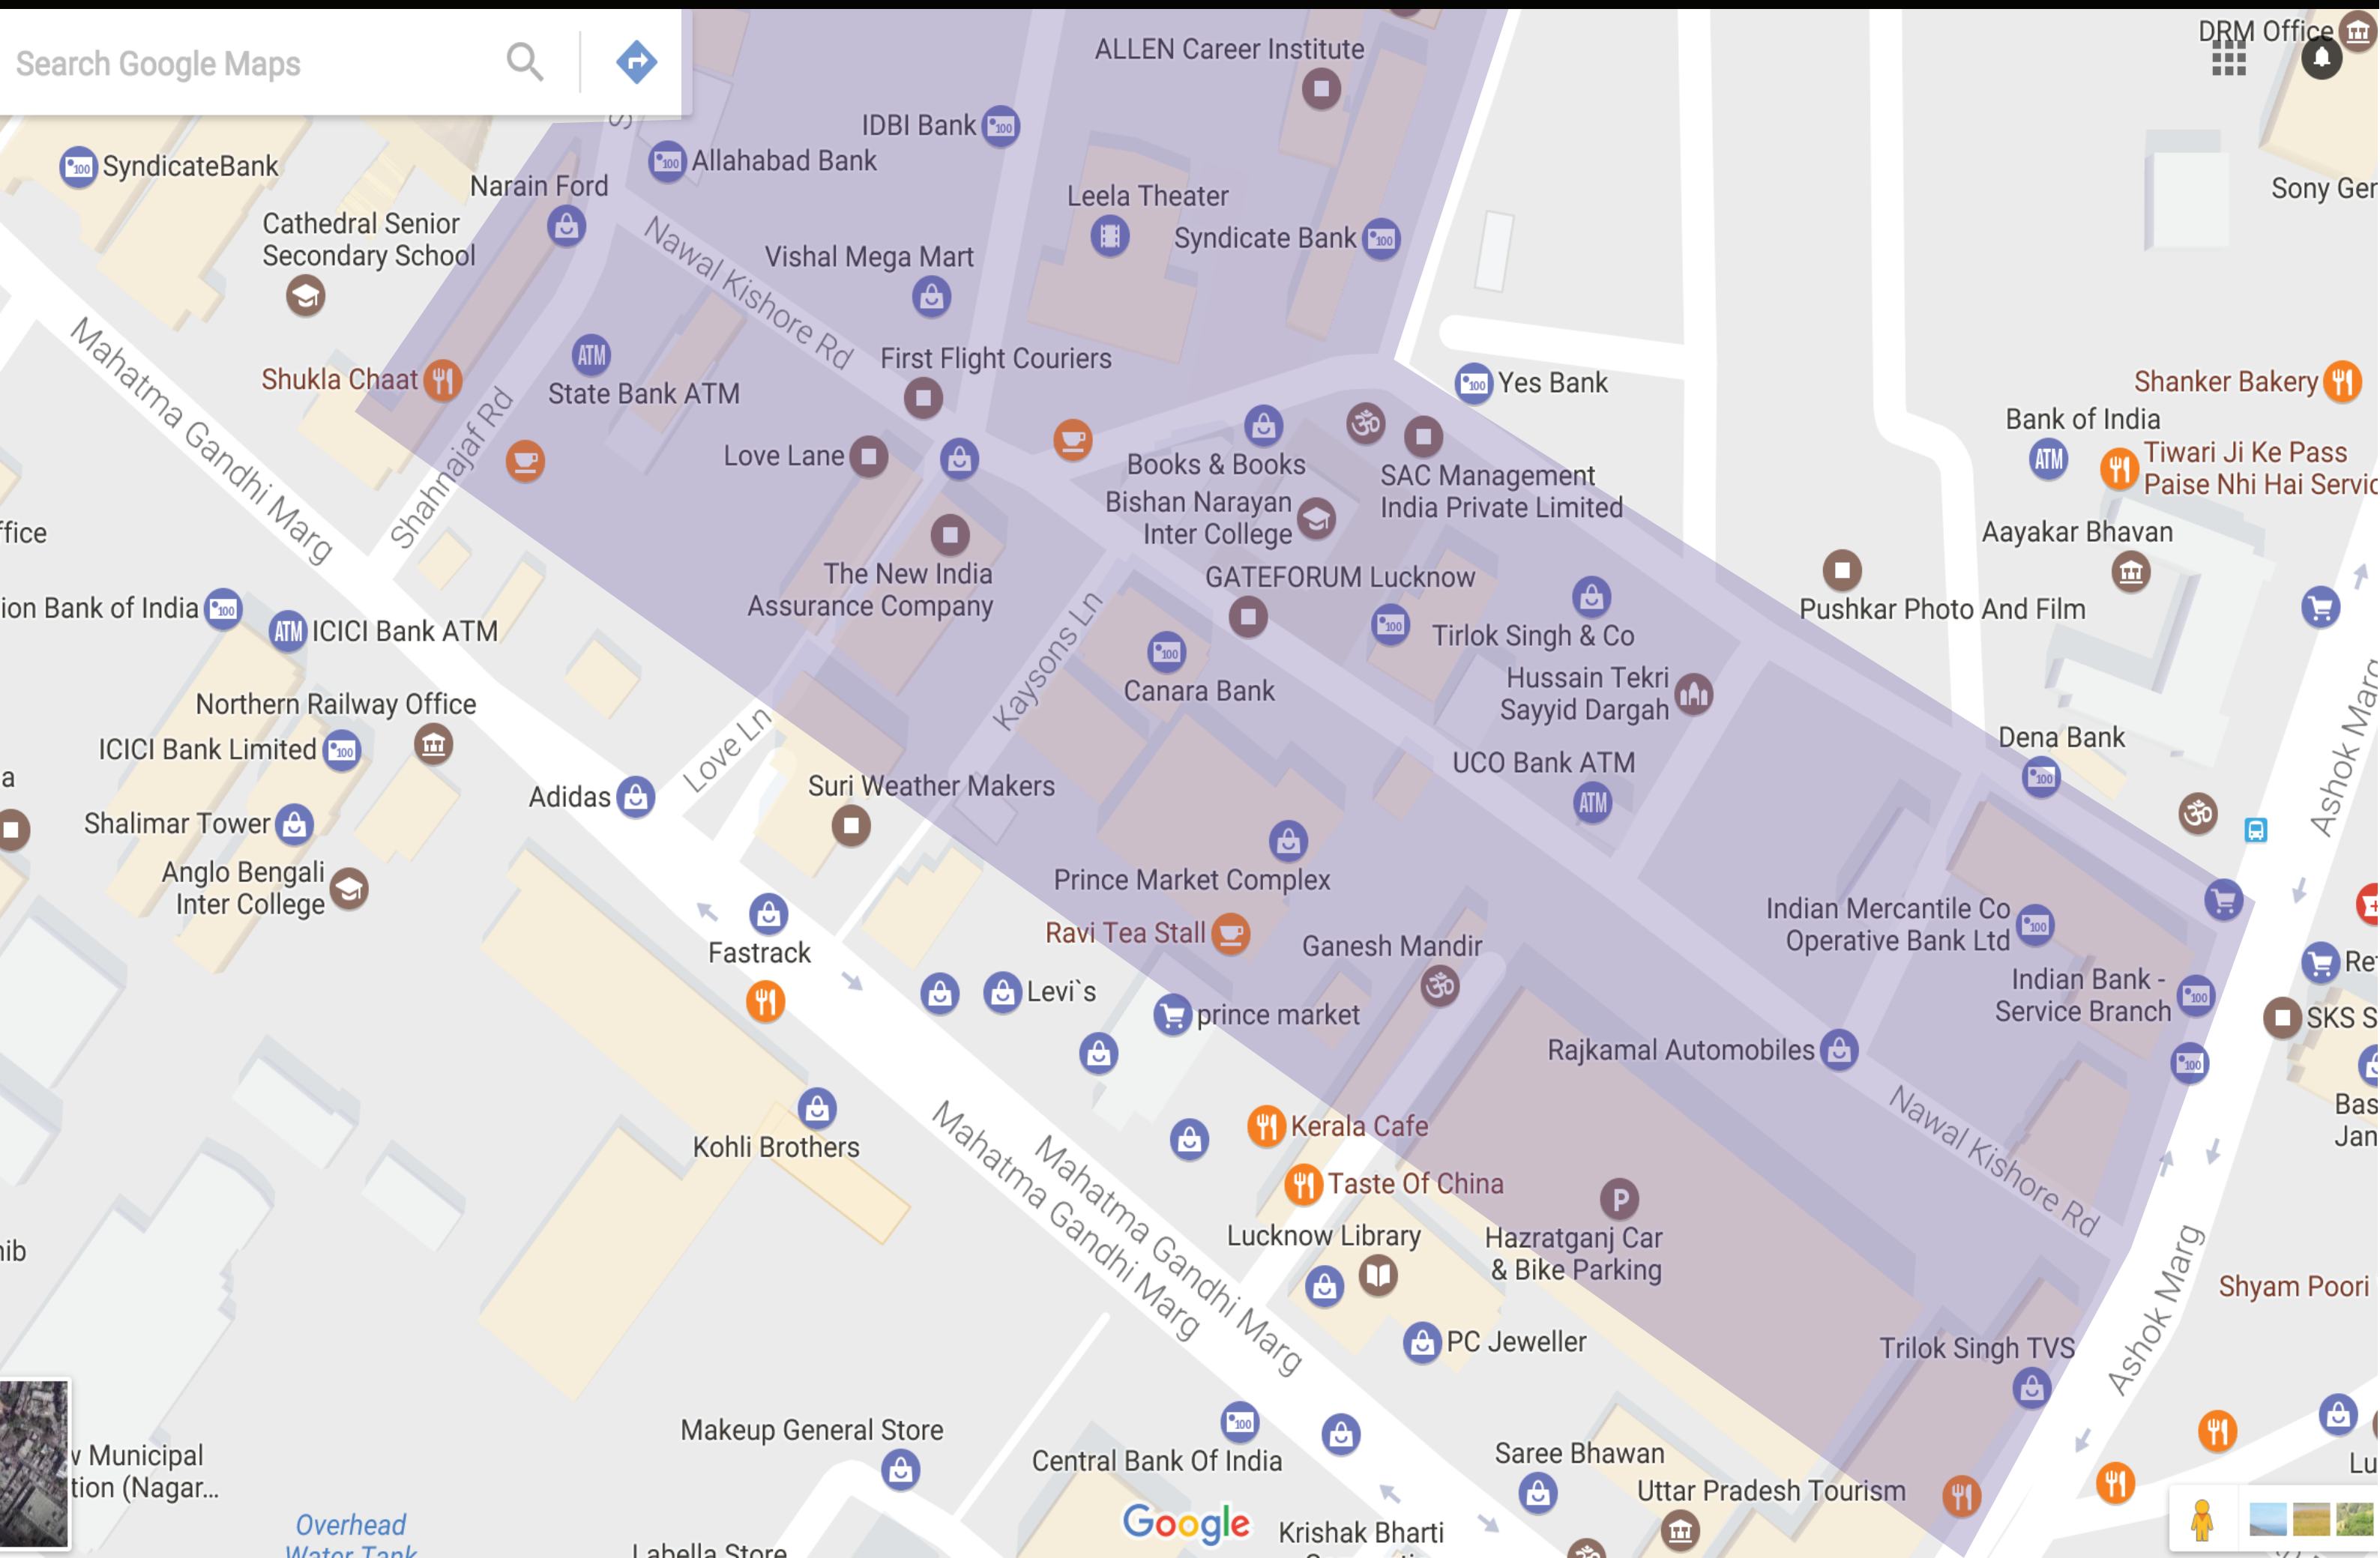 Search Google Maps
ALLEN Career Institute
DRM Office
IDBI Bank
SyndicateBank
Allahabad Bank
Narain Ford
Sony Ger
Leela Theater
Cathedral Senior
Secondary School
Syndicate Bank
Nawal Kishore Rd
Vishal Mega Mart
Mahatma Gandhi Marg
First Flight Couriers
Shukla Chaat
ATM
State Bank ATM
Yes Bank
Shanker Bakery
Bank of India
ATM
Tiwari Ji Ke Pass
Paise Nhi Hai Servic
Shahnajaf Rd
Love Lane
Books & Books
SAC Management
India Private Limited
Bishan Narayan
Inter College
ffice
Aayakar Bhavan
The New India
Assurance Company
GATEFORUM Lucknow
ion Bank of India
ATM
ICICI Bank ATM
Pushkar Photo And Film
Kaysons Ln
Tirlok Singh & Co
Canara Bank
Hussain Tekri
Sayyid Dargah
Ashok Marg
Northern Railway Office
ICICI Bank Limited
Love Ln
Dena Bank
UCO Bank ATM
ATM
a
Adidas
Suri Weather Makers
Shalimar Tower
Anglo Bengali
Inter College
Prince Market Complex
Indian Mercantile Co
Operative Bank Ltd
Fastrack
Ravi Tea Stall
Ganesh Mandir
Indian Bank -
Service Branch
Levi`s
prince market
SKS S
Rajkamal Automobiles
Nawal Kishore Rd
Bas
Jan
Kohli Brothers
Kerala Cafe
Mahatma Gandhi Marg
Mahatma Gandhi Marg
Taste Of China
P
Lucknow Library
Hazratganj Car
& Bike Parking
nib
Shyam Poori
Ashok Marg
PC Jeweller
Trilok Singh TVS
Makeup General Store
Central Bank Of India
Saree Bhawan
w Municipal
tion (Nagar...
Lu
Uttar Pradesh Tourism
Overhead
Water Tank
Google
Krishak Bharti
Labella Store